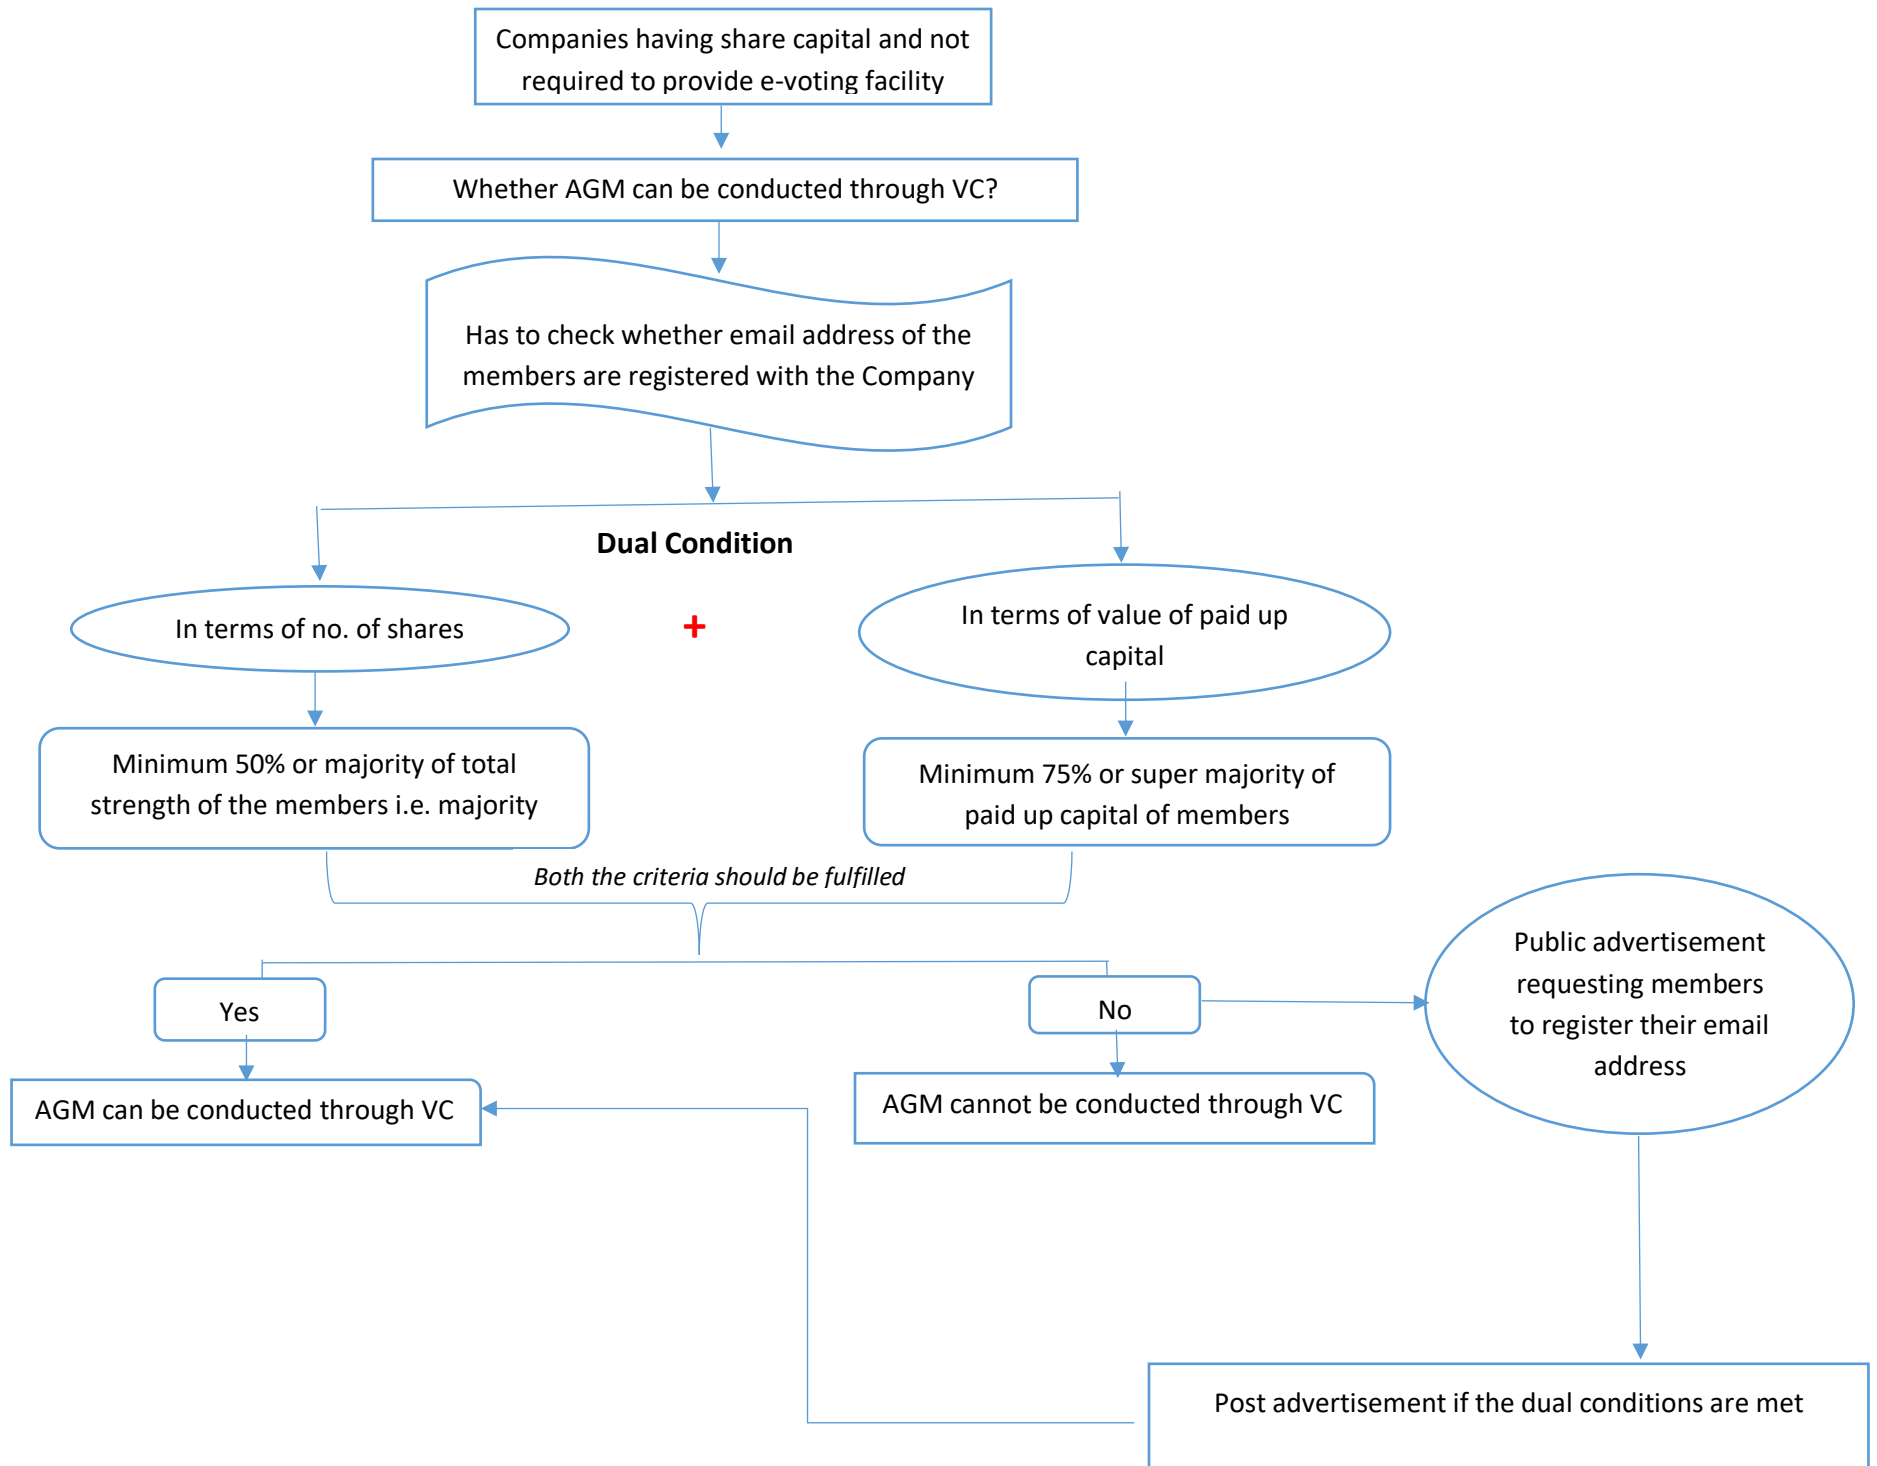 Companies having share capital and not
required to provide e-voting facility
Whether AGM can be conducted through VC?
Has to check whether email address of the
members are registered with the Company
Dual Condition
In terms of no. of shares
+
In terms of value of paid up
capital
Minimum 50% or majority of total
strength of the members i.e. majority
Minimum 75% or super majority of
paid up capital of members
Both the criteria should be fulfilled
Yes
No
Public advertisement
requesting members
to register their email
address
AGM can be conducted through VC
AGM cannot be conducted through VC
Post advertisement if the dual conditions are met